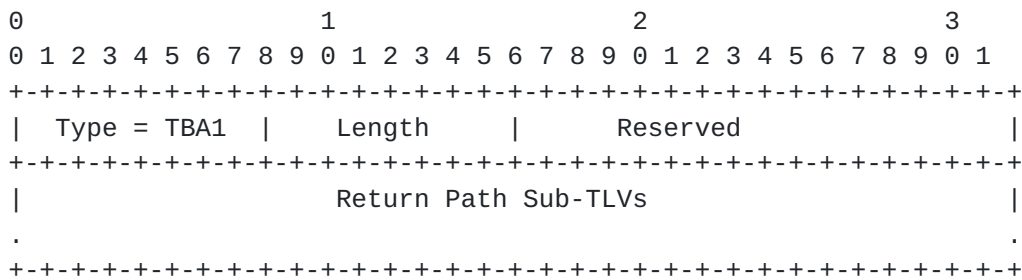 0                   1                   2                   3
0 1 2 3 4 5 6 7 8 9 0 1 2 3 4 5 6 7 8 9 0 1 2 3 4 5 6 7 8 9 0 1
+-+-+-+-+-+-+-+-+-+-+-+-+-+-+-+-+-+-+-+-+-+-+-+-+-+-+-+-+-+-+-+-+
|  Type = TBA1  |    Length     |      Reserved                 |
+-+-+-+-+-+-+-+-+-+-+-+-+-+-+-+-+-+-+-+-+-+-+-+-+-+-+-+-+-+-+-+-+
|                    Return Path Sub-TLVs                       |
.                                                               .
+-+-+-+-+-+-+-+-+-+-+-+-+-+-+-+-+-+-+-+-+-+-+-+-+-+-+-+-+-+-+-+-+